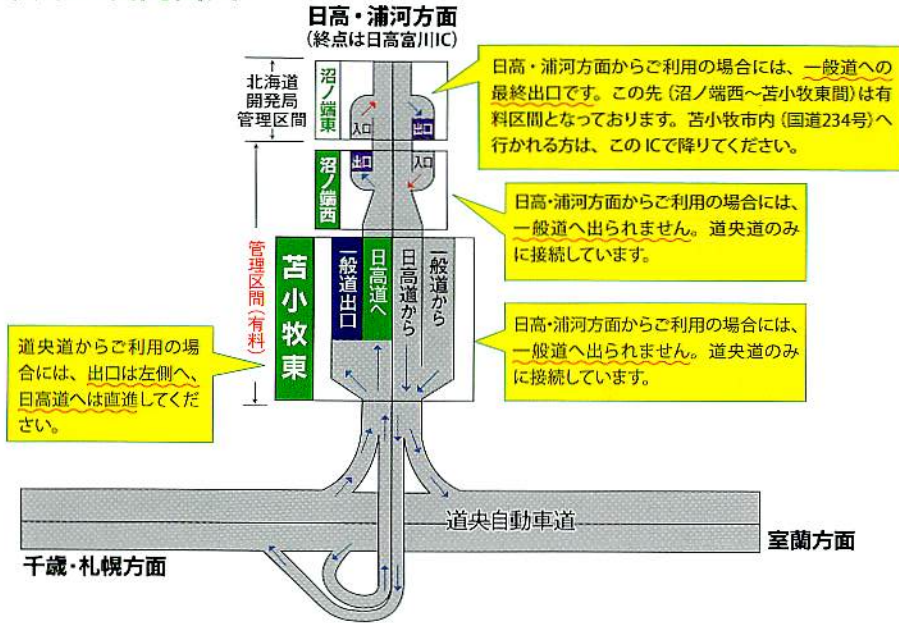 日高・浦河方面
(終点は日高富川IC)
北海道
開発局
管理区間
沼ノ端東
入口
出口
日高・浦河方面からご利用の場合には、一般道への
最終出口です。この先(沼ノ端西～苫小牧東間)は有
料区間となっております。苫小牧市内(国道234号)へ
行かれる方は、このICで降りてください。
沼ノ端西
出口
入口
日高・浦河方面からご利用の場合には、
一般道へ出られません。道央道のみ
に接続しています。
管理区間(有料)
苫小牧東
一般道出口
日高道へ
日高道から
一般道から
日高・浦河方面からご利用の場合には、
一般道へ出られません。道央道のみ
に接続しています。
道央道からご利用の場
合には、出口は左側へ、
日高道へは直進してくだ
さい。
道央自動車道
千歳・札幌方面
室蘭方面